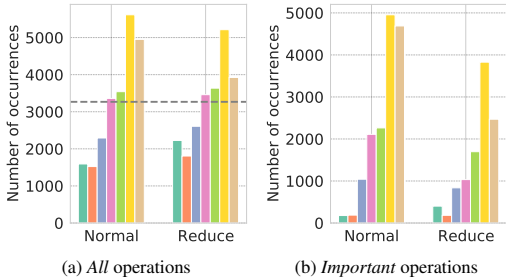 Number of occurrences
5000
4000
3000
2000
1000
0
Normal
Reduce
(a) All operations
Number of occurrences
5000
4000
3000
2000
1000
0
Normal
Reduce
(b) Important operations